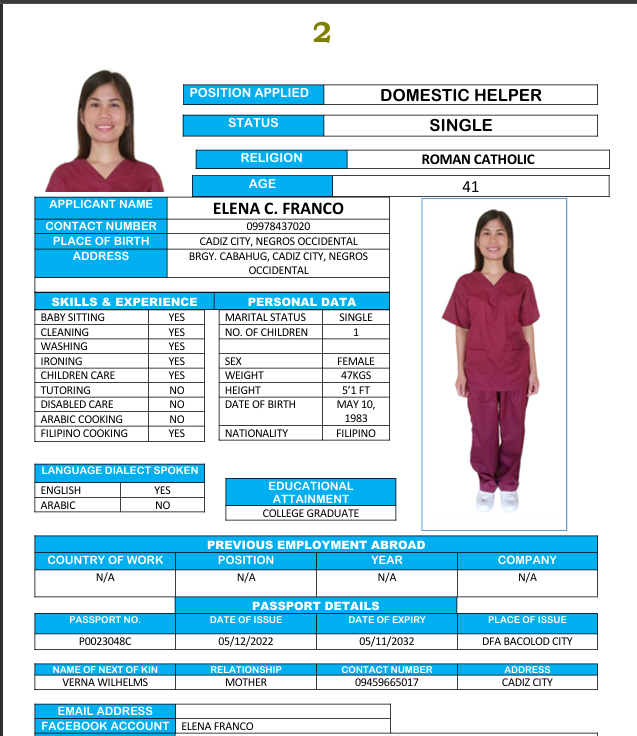 2
POSITION APPLIED DOMESTIC HELPER
STATUS SINGLE
RELIGION ROMAN CATHOLIC
AGE 41
APPLICANT NAME ELENA C. FRANCO
CONTACT NUMBER 09978437020
PLACE OF BIRTH CADIZ CITY, NEGROS OCCIDENTAL
ADDRESS BRGY. CABAHUG, CADIZ CITY, NEGROS
OCCIDENTAL
SKILLS & EXPERIENCE PERSONAL DATA
BABY SITTING YES MARITAL STATUS SINGLE
CLEANING YES NO. OF CHILDREN 1
WASHING YES
IRONING YES SEX FEMALE
CHILDREN CARE YES WEIGHT 47KGS
TUTORING NO HEIGHT 5'1 FT
DISABLED CARE NO DATE OF BIRTH MAY 10,
ARABIC COOKING NO 1983
FILIPINO COOKING YES NATIONALITY FILIPINO
LANGUAGE DIALECT SPOKEN
ENGLISH YES
ARABIC NO
EDUCATIONAL
ATTAINMENT
COLLEGE GRADUATE
PREVIOUS EMPLOYMENT ABROAD
COUNTRY OF WORK POSITION YEAR COMPANY
N/A N/A N/A N/A
PASSPORT DETAILS
PASSPORT NO. DATE OF ISSUE DATE OF EXPIRY PLACE OF ISSUE
P0023048C 05/12/2022 05/11/2032 DFA BACOLOD CITY
NAME OF NEXT OF KIN RELATIONSHIP CONTACT NUMBER ADDRESS
VERNA WILHELMS MOTHER 09459665017 CADIZ CITY
EMAIL ADDRESS
FACEBOOK ACCOUNT ELENA FRANCO